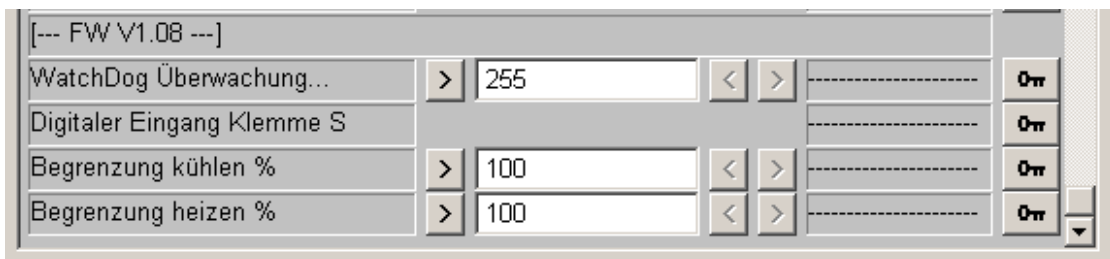 [--- FW V1.08 ---]
WatchDog Überwachung... > 255 < > ---------------------
Digitaler Eingang Klemme S ---------------------
Begrenzung kühlen % > 100 < > ---------------------
Begrenzung heizen % > 100 < > ---------------------